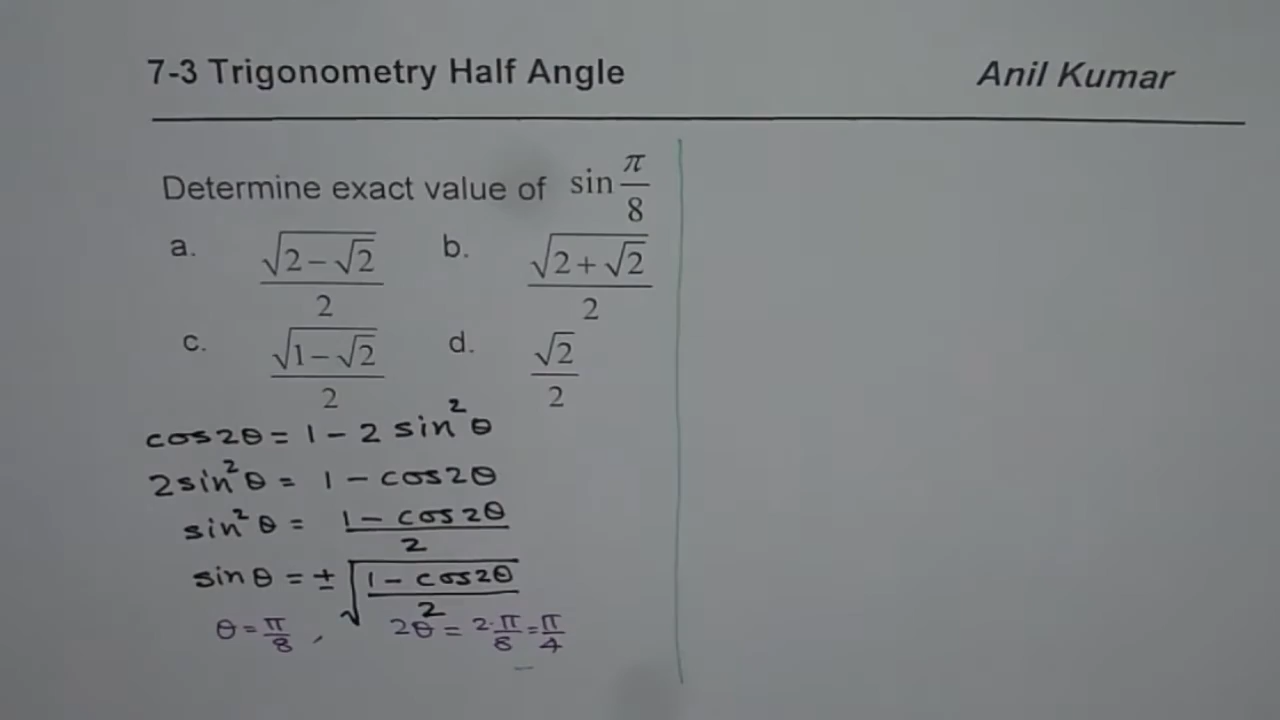 7-3 Trigonometry Half Angle Anil Kumar
Determine exact value of sin π/8
a. √(2−√2)/2 b. √(2+√2)/2
c. √(1−√2)/2 d. √2/2
cos2θ = 1 − 2 sin²θ
2sin²θ = 1 − cos2θ
sin²θ = (1 − cos2θ)/2
sinθ = ± √((1 − cos2θ)/2)
θ = π/8 , 2θ = 2·π/8 = π/4